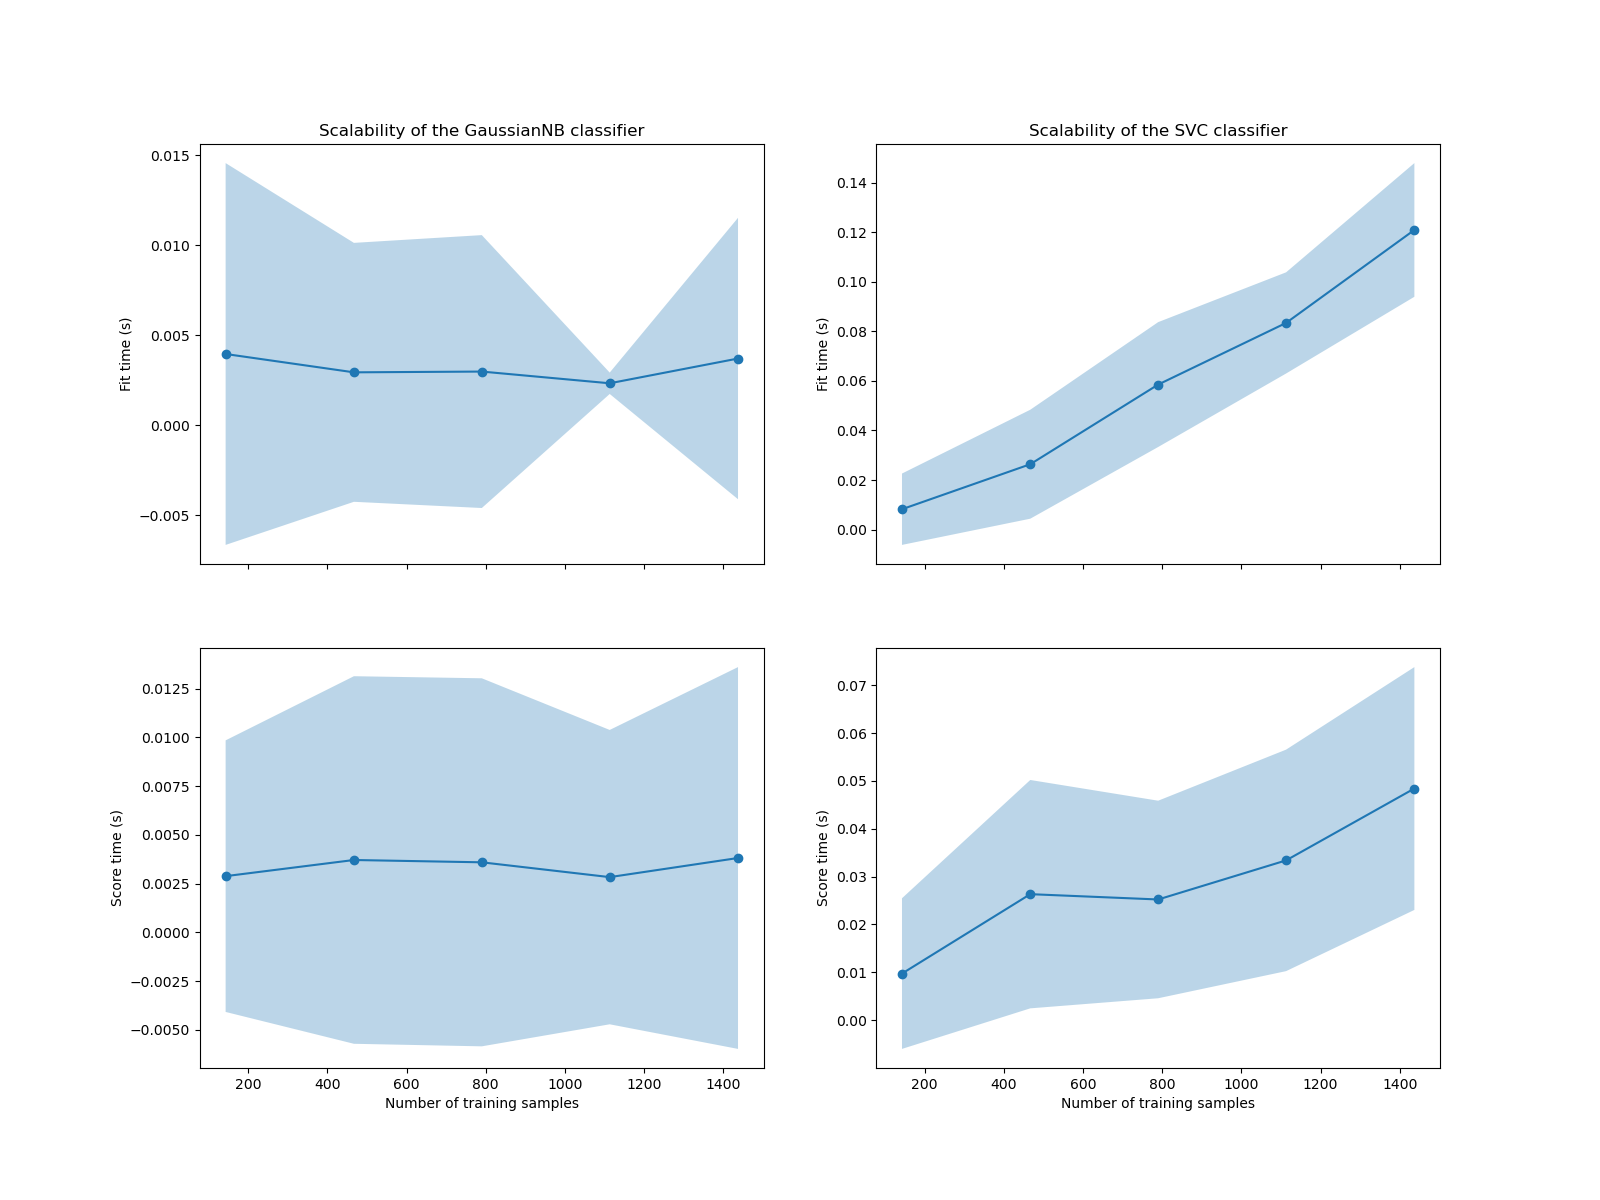 Scalability of the GaussianNB classifier
0.015
0.010
0.005
0.000
−0.005
Fit time (s)
Scalability of the SVC classifier
0.14
0.12
0.10
0.08
0.06
0.04
0.02
0.00
Fit time (s)
0.0125
0.0100
0.0075
0.0050
0.0025
0.0000
−0.0025
−0.0050
Score time (s)
200 400 600 800 1000 1200 1400
Number of training samples
0.07
0.06
0.05
0.04
0.03
0.02
0.01
0.00
Score time (s)
200 400 600 800 1000 1200 1400
Number of training samples